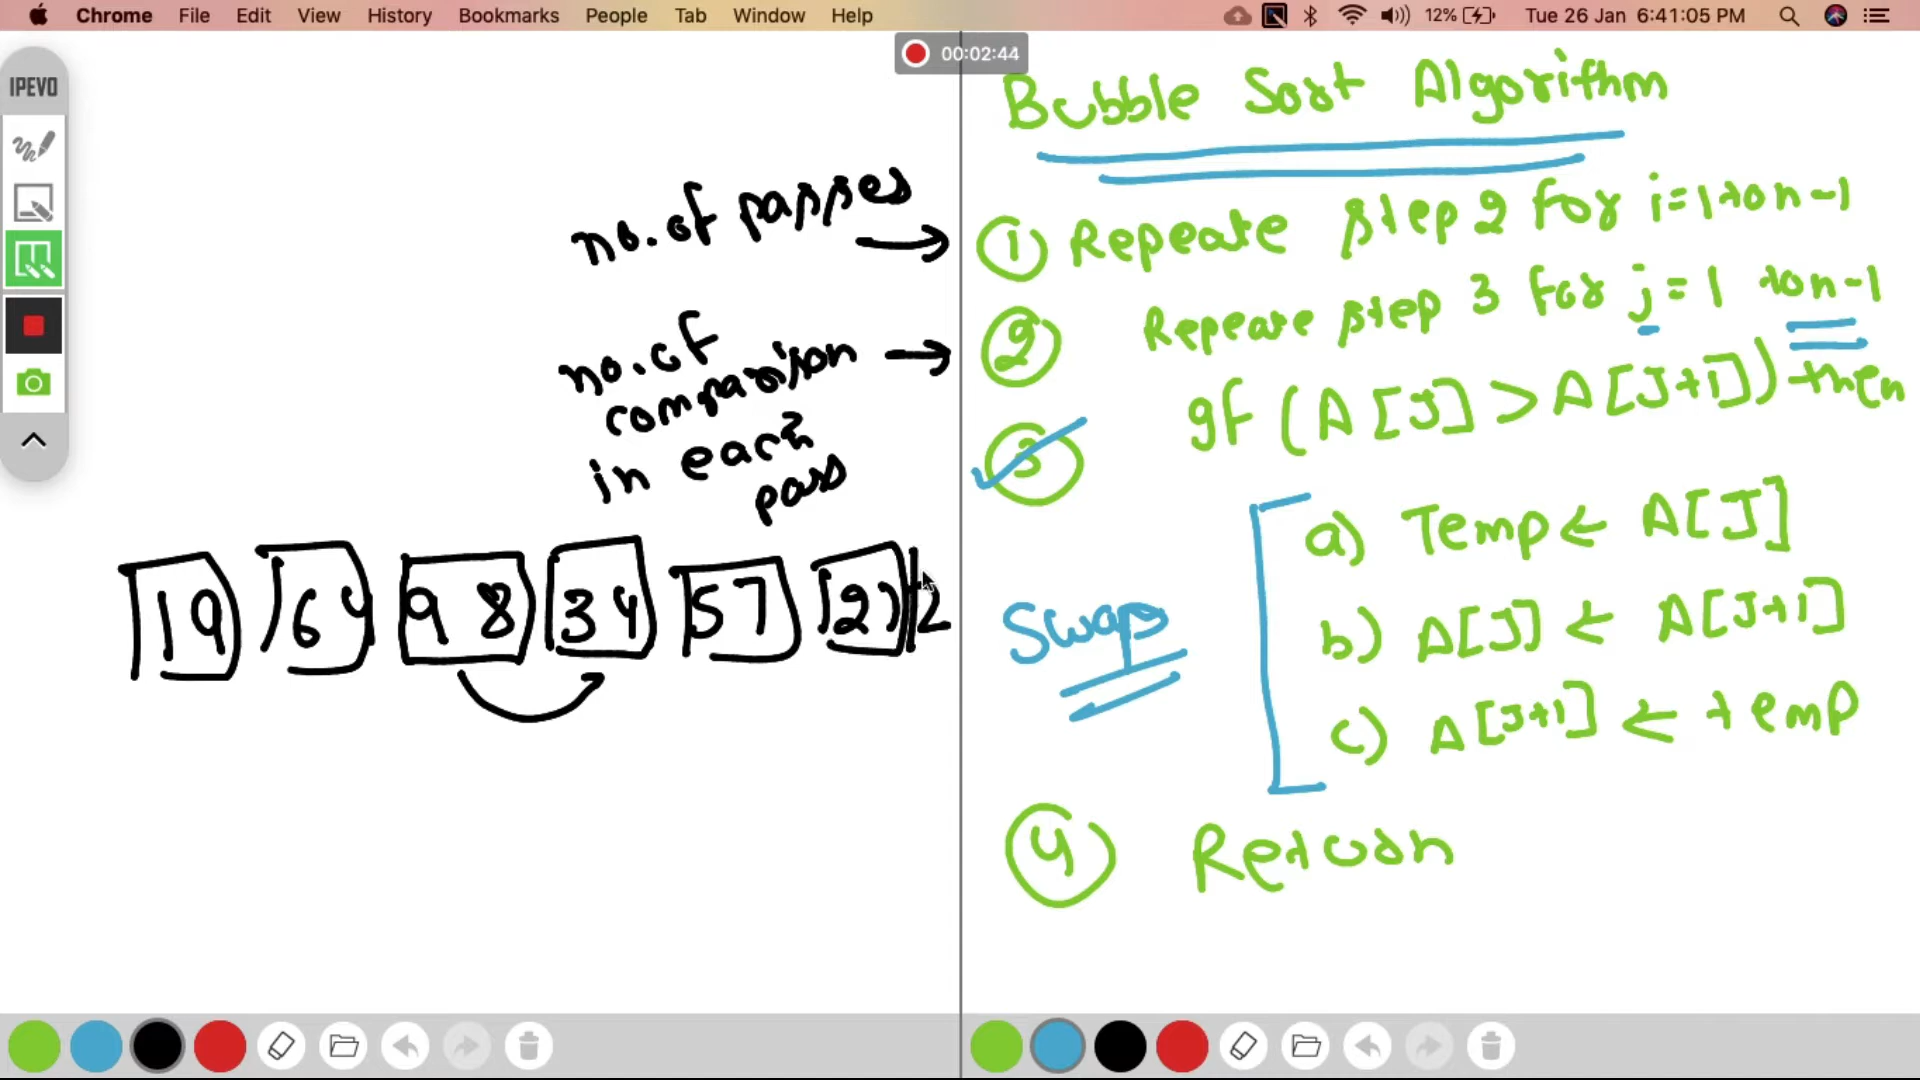 Chrome File Edit View History Bookmarks People Tab Window Help 12% Tue 26 Jan 6:41:05 PM
00:02:44
IPEVO
no. of passes
no. of
comparision
in each
pass
19 64 98 34 57 27 12
Bubble Sort Algorithm
1 Repeate step 2 for i=1 to n-1
2 Repeate step 3 for j=1 to n-1
3 If (A[J] > A[J+1]) then
a) Temp ← A[J]
Swap
b) A[J] ← A[J+1]
c) A[J+1] ← temp
4 Return